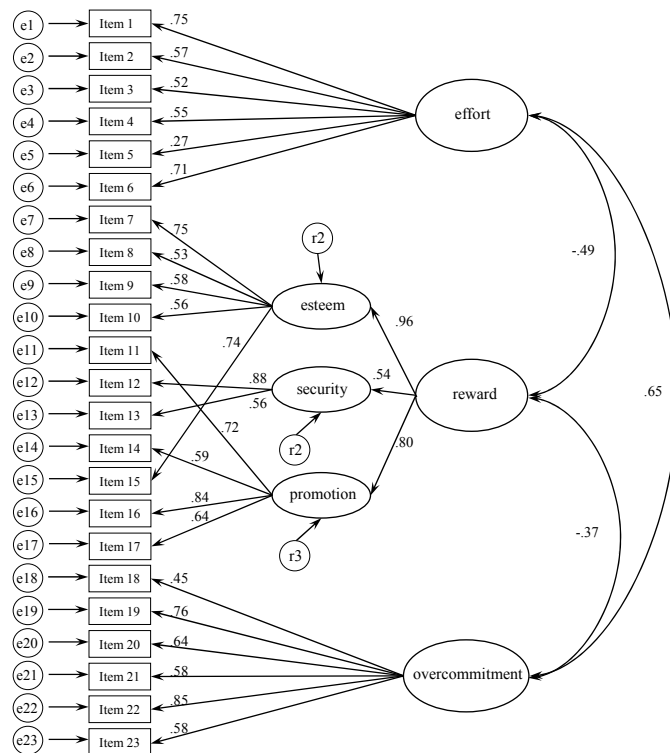 e1 Item 1 .75
e2 Item 2 .57
e3 Item 3 .52
e4 Item 4 .55
e5 Item 5 .27
e6 Item 6 .71
effort
e7 Item 7 .75
e8 Item 8 .53
e9 Item 9 .58
e10 Item 10 .56
r2
esteem
-.49
.96
e11 Item 11 .74
e12 Item 12 .88
security
.54
reward
.65
e13 Item 13 .56
.72
r2
.80
e14 Item 14 .59
e15 Item 15
promotion
e16 Item 16 .84
e17 Item 17 .64
r3
-.37
e18 Item 18 .45
e19 Item 19 .76
e20 Item 20 .64
e21 Item 21 .58
overcommitment
e22 Item 22 .85
e23 Item 23 .58